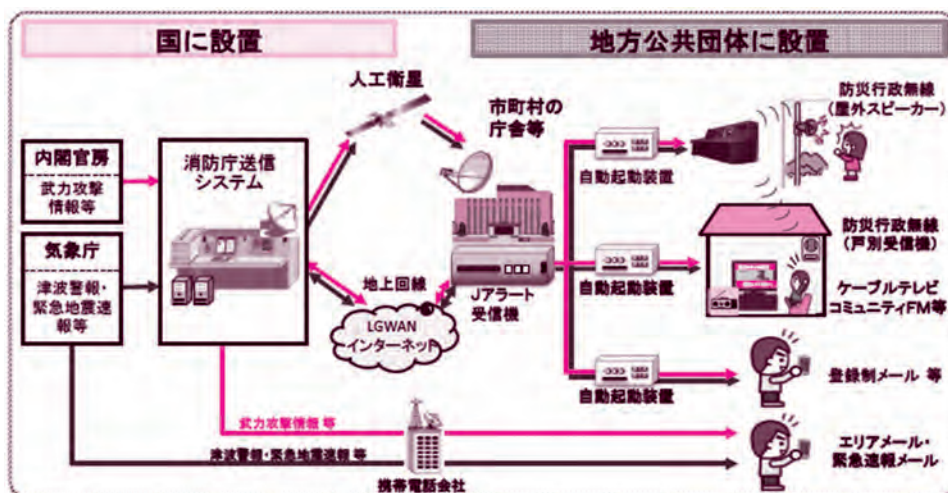 国に設置
地方公共団体に設置
人工衛星
市町村の
庁舎等
防災行政無線
(屋外スピーカー)
自動起動装置
内閣官房
武力攻撃
情報等
消防庁送信
システム
気象庁
津波警報・
緊急地震速
報等
地上回線
LGWAN
インターネット
Jアラート
受信機
自動起動装置
防災行政無線
(戸別受信機)
ケーブルテレビ
コミュニティFM等
自動起動装置
登録制メール 等
武力攻撃情報 等
津波警報・緊急地震速報 等
携帯電話会社
エリアメール・
緊急速報メール